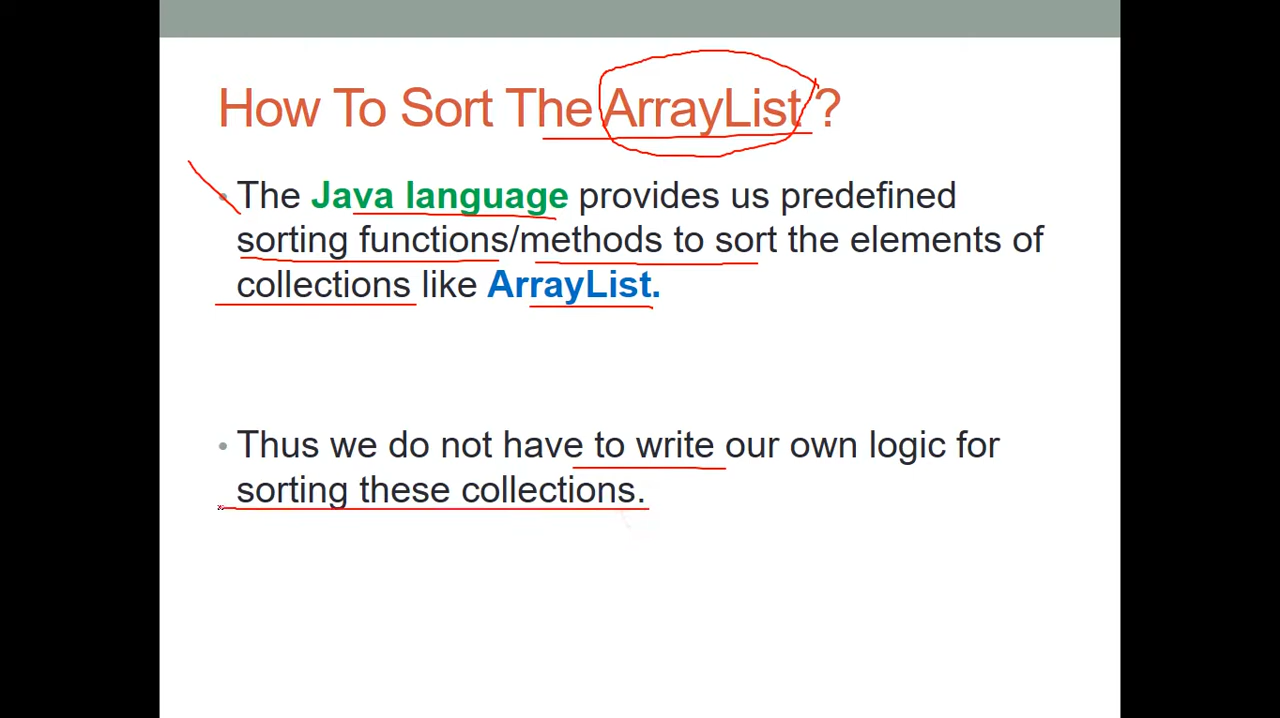 How To Sort The ArrayList ?
• The Java language provides us predefined
sorting functions/methods to sort the elements of
collections like ArrayList.
• Thus we do not have to write our own logic for
sorting these collections.